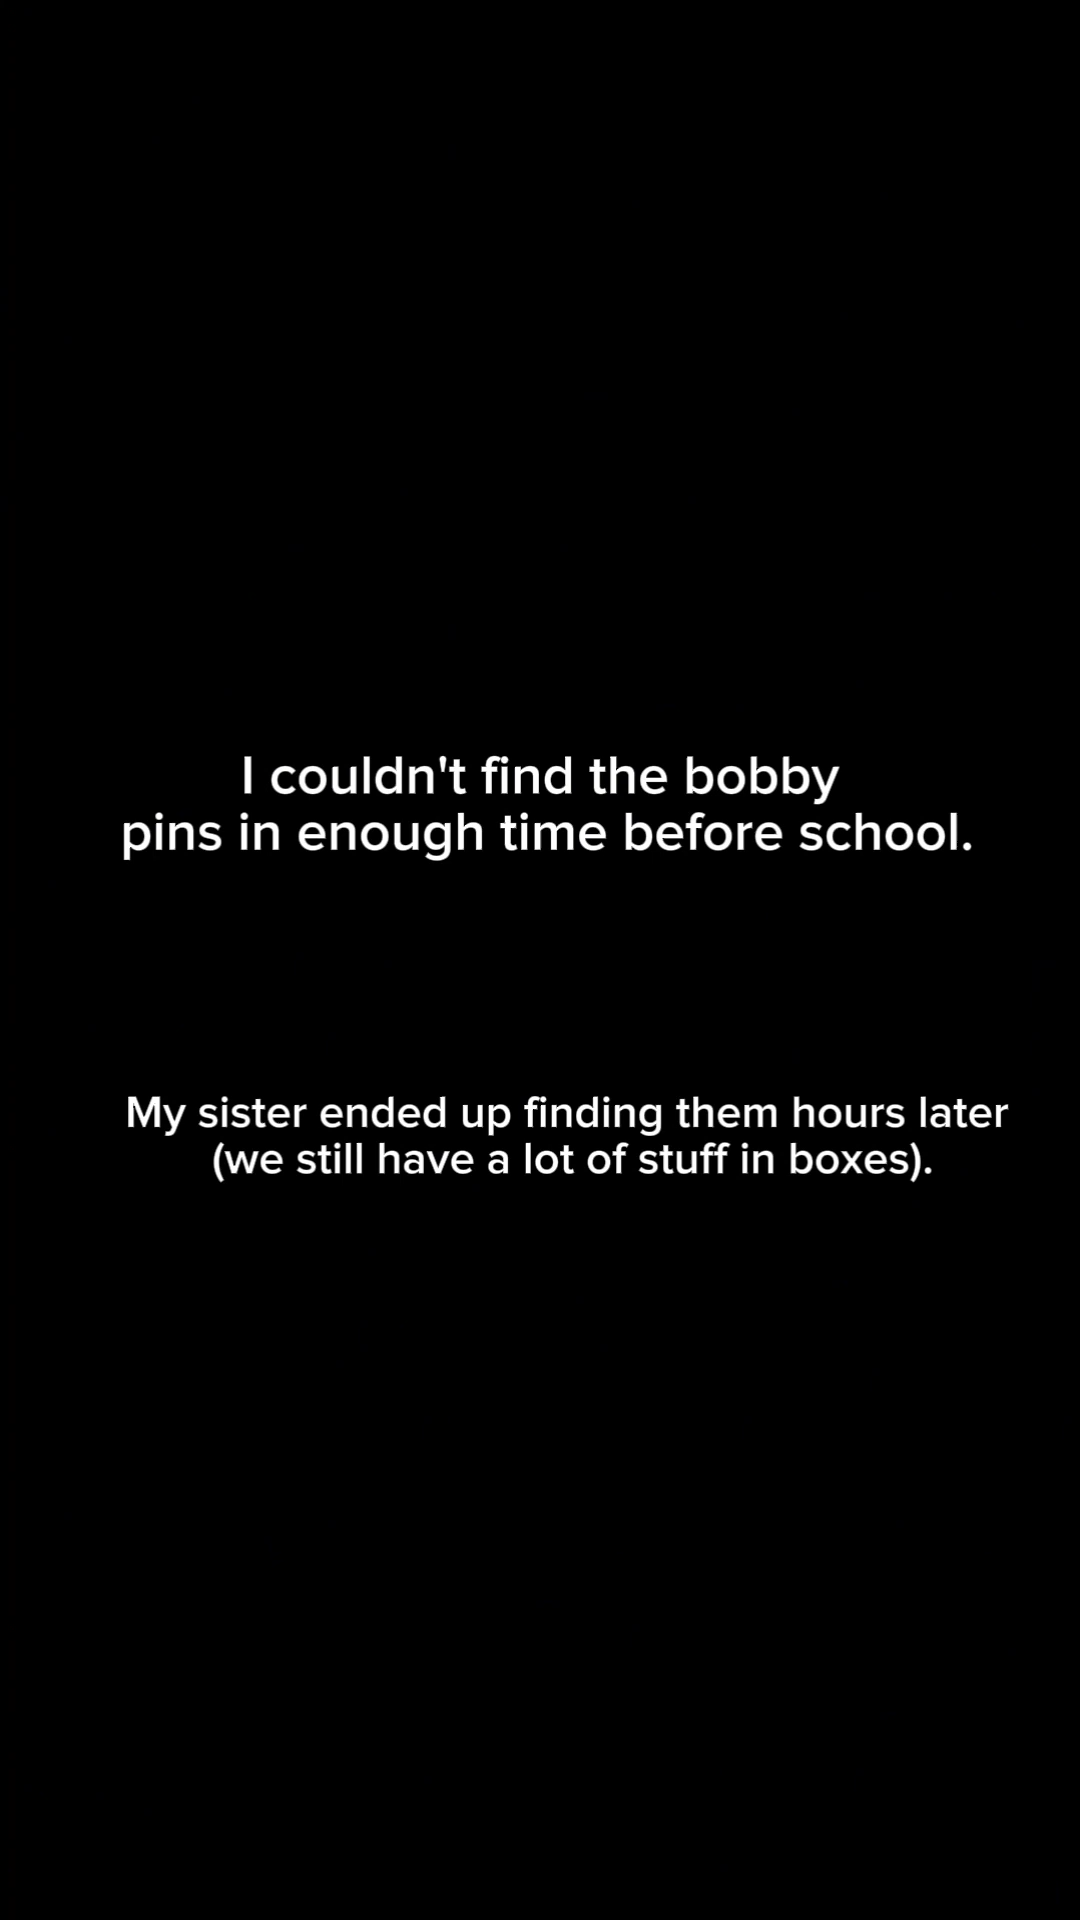 I couldn't find the bobby
pins in enough time before school.
My sister ended up finding them hours later
(we still have a lot of stuff in boxes).